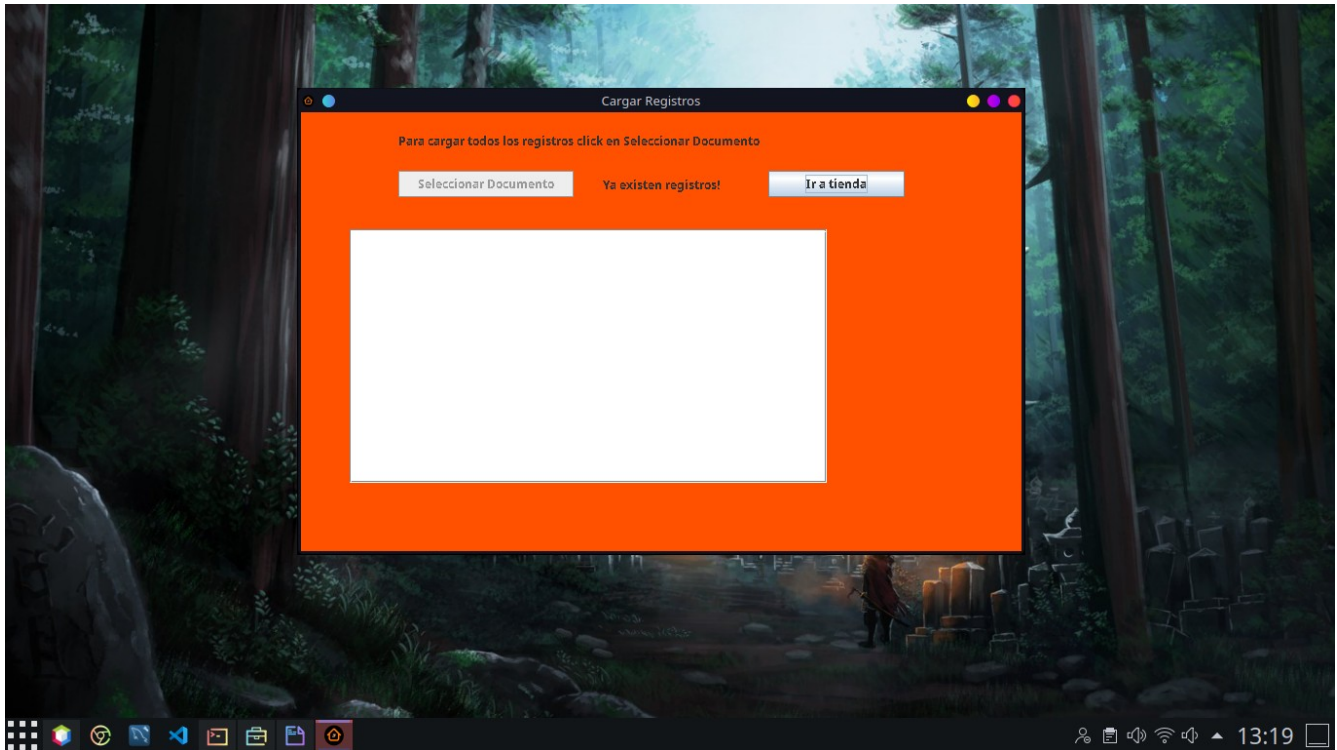 Cargar Registros
Para cargar todos los registros click en Seleccionar Documento
Seleccionar Documento
Ya existen registros!
Ir a tienda
13:19